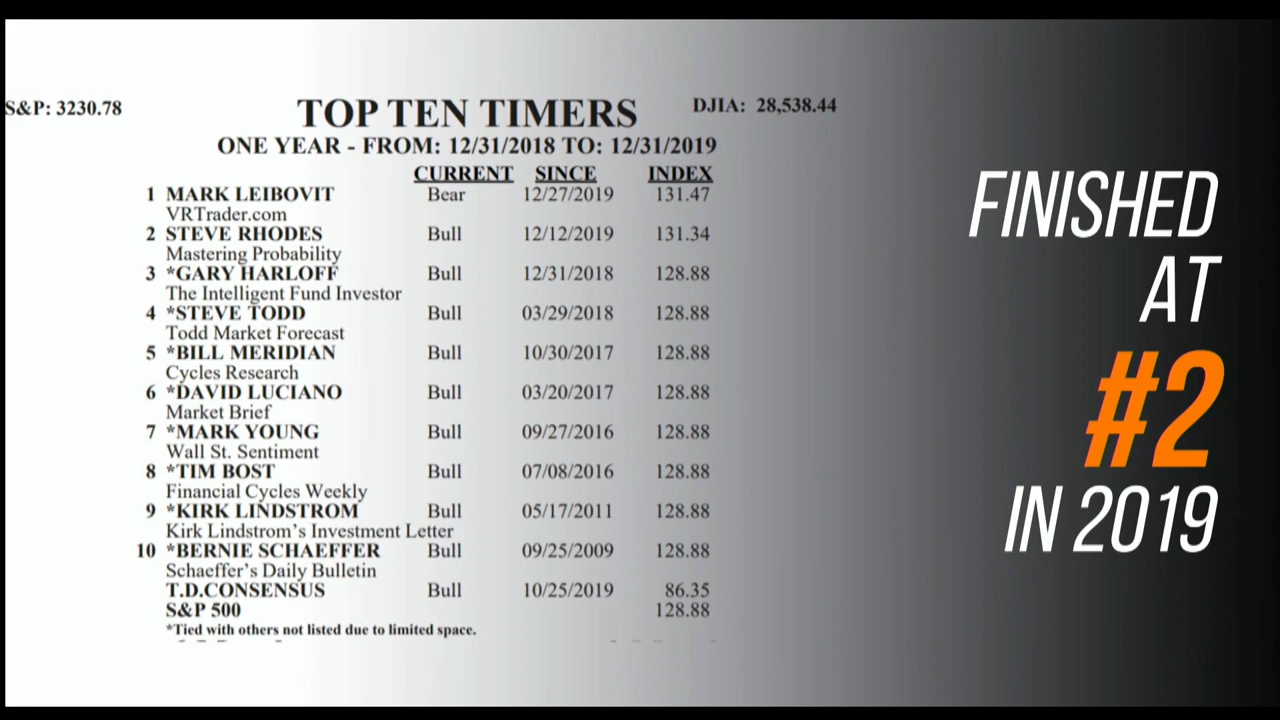 S&P: 3230.78 TOP TEN TIMERS DJIA: 28,538.44
ONE YEAR - FROM: 12/31/2018 TO: 12/31/2019
CURRENT SINCE INDEX
1 MARK LEIBOVIT Bear 12/27/2019 131.47
VRTrader.com
2 STEVE RHODES Bull 12/12/2019 131.34
Mastering Probability
3 *GARY HARLOFF Bull 12/31/2018 128.88
The Intelligent Fund Investor
4 *STEVE TODD Bull 03/29/2018 128.88
Todd Market Forecast
5 *BILL MERIDIAN Bull 10/30/2017 128.88
Cycles Research
6 *DAVID LUCIANO Bull 03/20/2017 128.88
Market Brief
7 *MARK YOUNG Bull 09/27/2016 128.88
Wall St. Sentiment
8 *TIM BOST Bull 07/08/2016 128.88
Financial Cycles Weekly
9 *KIRK LINDSTROM Bull 05/17/2011 128.88
Kirk Lindstrom's Investment Letter
10 *BERNIE SCHAEFFER Bull 09/25/2009 128.88
Schaeffer's Daily Bulletin
T.D.CONSENSUS Bull 10/25/2019 86.35
S&P 500 128.88
*Tied with others not listed due to limited space.
FINISHED
AT
#2
IN 2019